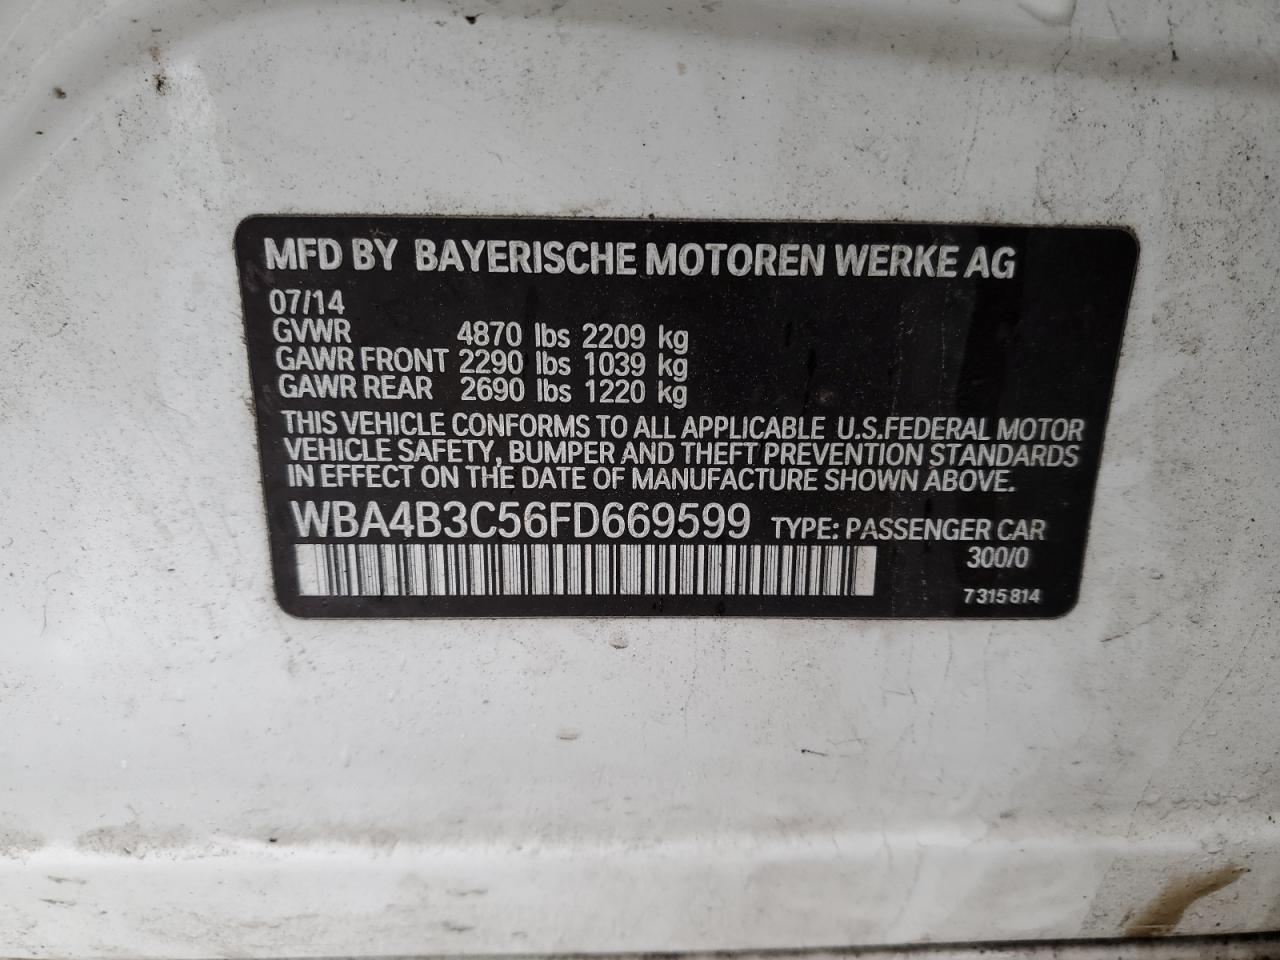 MFD BY BAYERISCHE MOTOREN WERKE AG
07/14
GVWR 4870 lbs 2209 kg
GAWR FRONT 2290 lbs 1039 kg
GAWR REAR 2690 lbs 1220 kg
THIS VEHICLE CONFORMS TO ALL APPLICABLE U.S.FEDERAL MOTOR
VEHICLE SAFETY, BUMPER AND THEFT PREVENTION STANDARDS
IN EFFECT ON THE DATE OF MANUFACTURE SHOWN ABOVE.
WBA4B3C56FD669599 TYPE: PASSENGER CAR
300/0
7 315 814